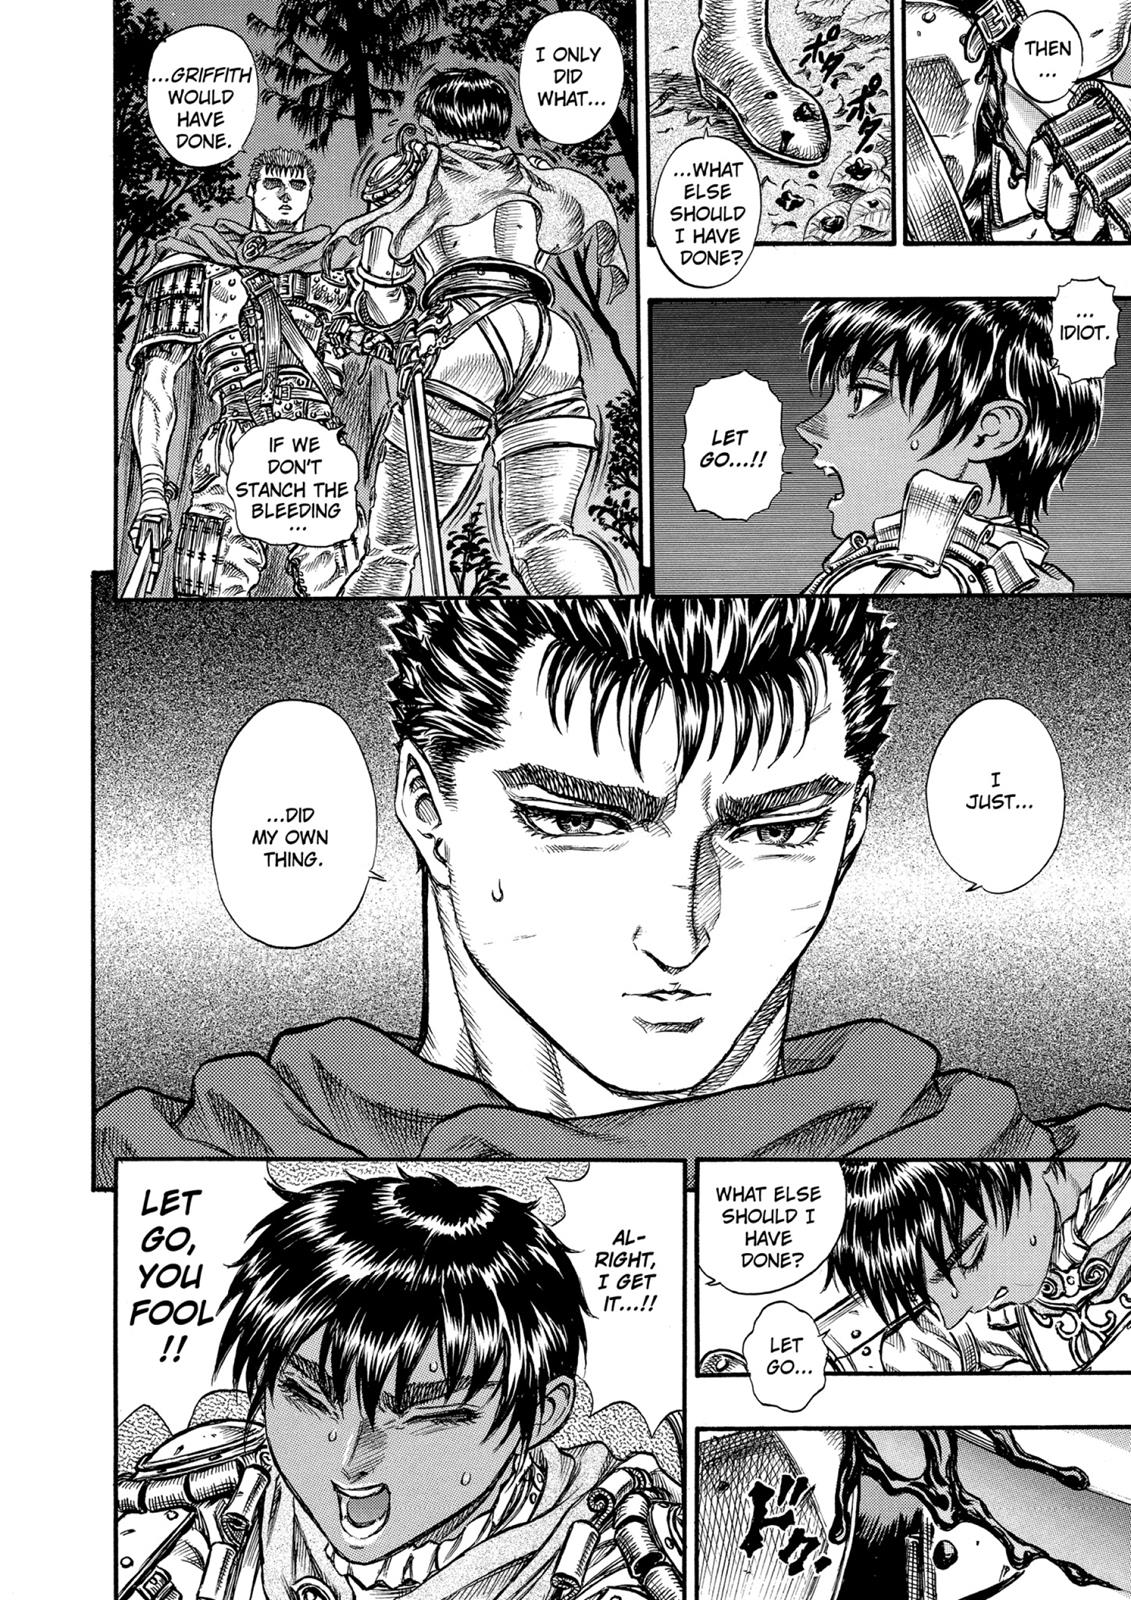 THEN
...
...WHAT
ELSE
SHOULD
I HAVE
DONE?
ポタ
ポタ
I ONLY
DID
WHAT...
...GRIFFITH
WOULD
HAVE
DONE.
IF WE
DON'T
STANCH THE
BLEEDING
...
...
IDIOT.
LET
GO...!!
I
JUST...
...DID
MY OWN
THING.
WHAT ELSE
SHOULD I
HAVE
DONE?
LET
GO...
ドクン
AL-
RIGHT,
I GET
IT...!!
LET
GO,
YOU
FOOL
!!